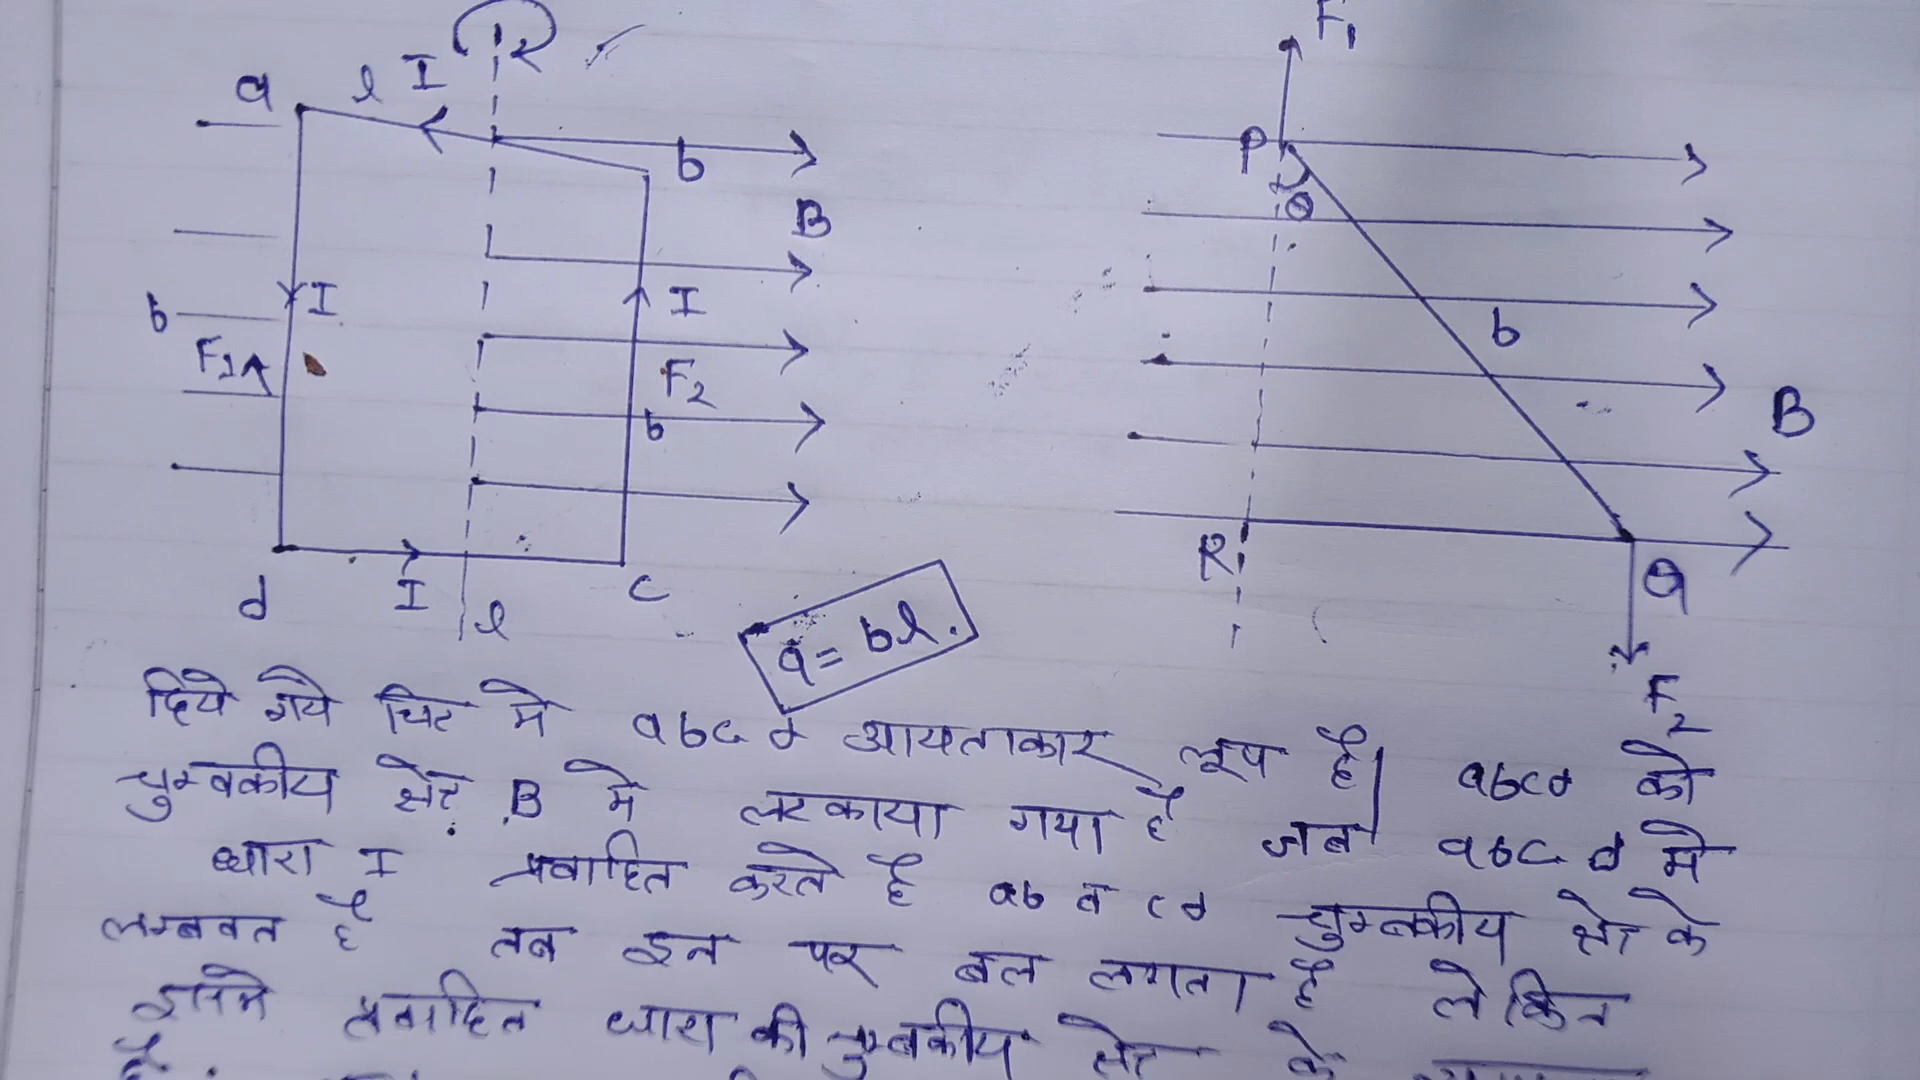 a l I
b
B
b
I I
F1 F2
b
d I l c
a = bl.
F1
P
θ
b
B
R
Q
F2
दिये गये चित्र मे abcd आयताकार लूप है। abcd को
चुम्बकीय क्षेत्र B मे लटकाया गया है जब abcd मे
धारा I प्रवाहित करते है ab व cd चुम्बकीय क्षेत्र के
लम्बवत है तब इन पर बल लगता है लेकिन
इनमे प्रवाहित धारा की चुम्बकीय क्षेत्र के
है